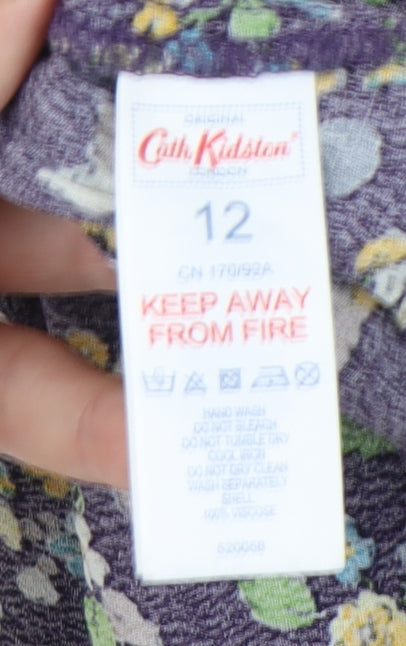 ORIGINAL
Cath Kidston®
LONDON
12
CN 170/92A
KEEP AWAY
FROM FIRE
HAND WASH
DO NOT BLEACH
DO NOT TUMBLE DRY
COOL IRON
DO NOT DRY CLEAN
WASH SEPARATELY
SHELL
100% VISCOSE
520058